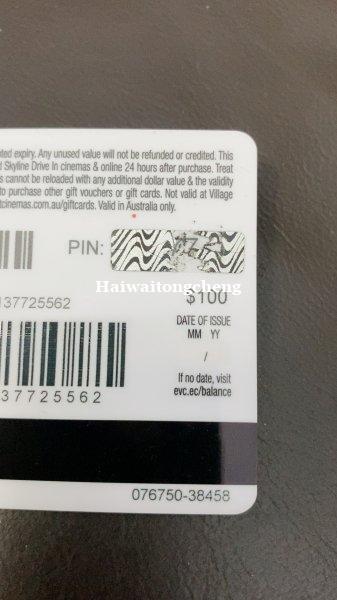 ted expiry. Any unused value will not be refunded or credited. This
d Skyline Drive In cinemas & online 24 hours after purchase. Treat
s cannot be reloaded with any additional dollar value & the validity
to purchase other gift vouchers or gift cards. Not valid at Village
tcinemas.com.au/giftcards. Valid in Australia only.
PIN:
Haiwaitongcheng
137725562
$100
DATE OF ISSUE
MM YY
/
If no date, visit
evc.ec/balance
37725562
076750-38458